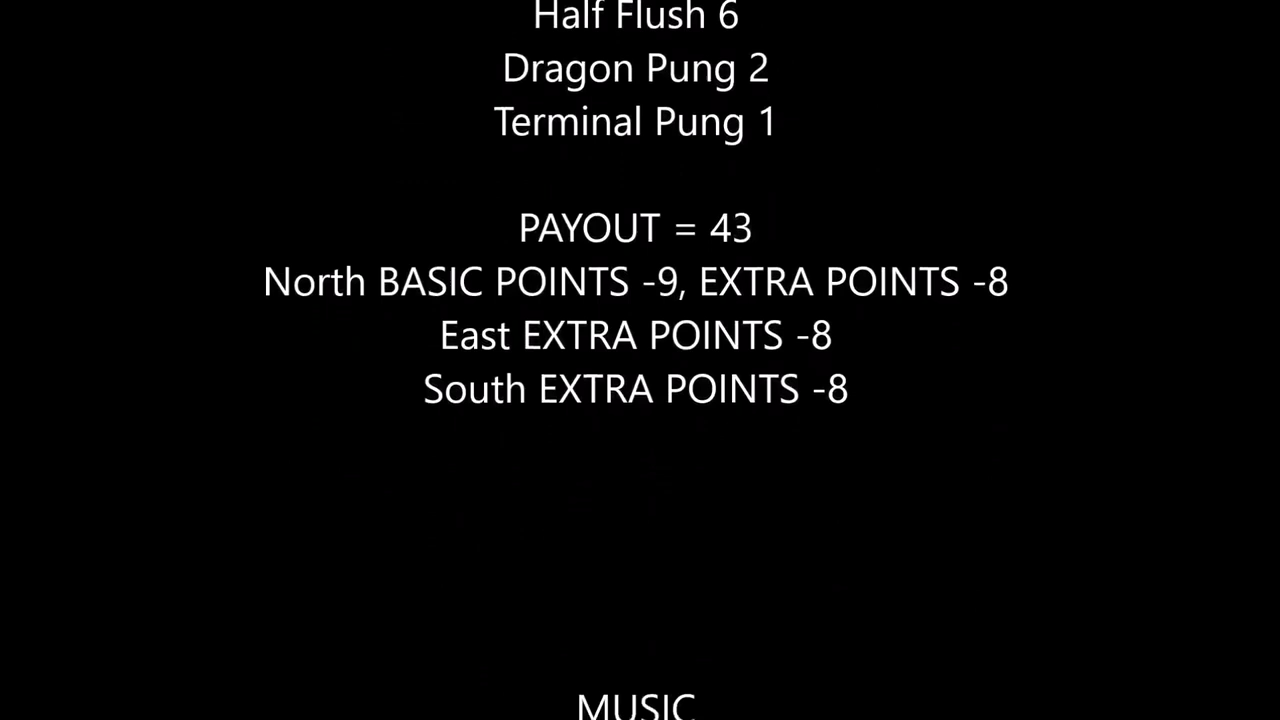 Half Flush 6
Dragon Pung 2
Terminal Pung 1
PAYOUT = 43
North BASIC POINTS -9, EXTRA POINTS -8
East EXTRA POINTS -8
South EXTRA POINTS -8
MUSIC